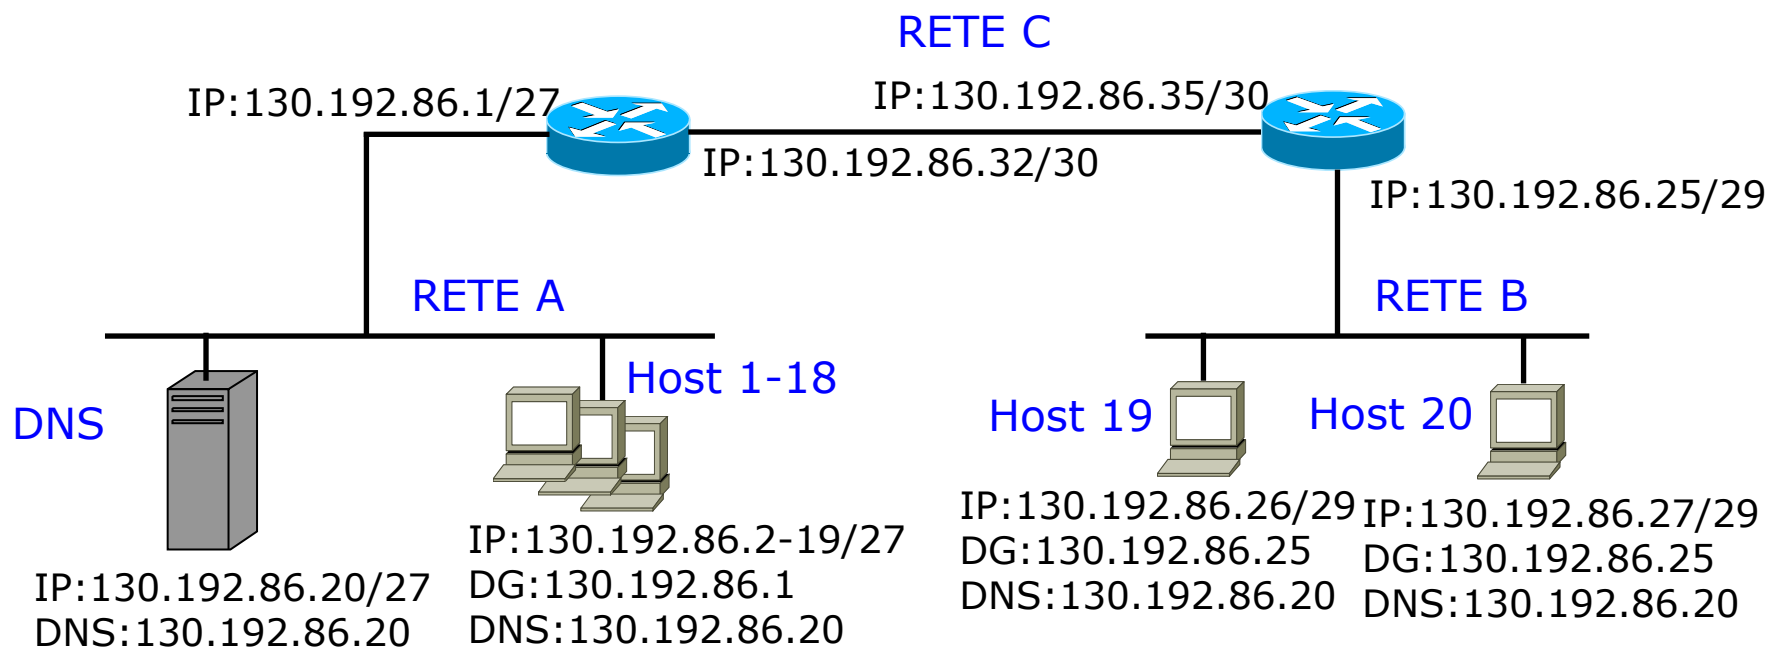 RETE C
IP:130.192.86.1/27
IP:130.192.86.35/30
IP:130.192.86.32/30
IP:130.192.86.25/29
RETE A
RETE B
DNS
Host 1-18
Host 19
Host 20
IP:130.192.86.20/27
DNS:130.192.86.20
IP:130.192.86.2-19/27
DG:130.192.86.1
DNS:130.192.86.20
IP:130.192.86.26/29
DG:130.192.86.25
DNS:130.192.86.20
IP:130.192.86.27/29
DG:130.192.86.25
DNS:130.192.86.20